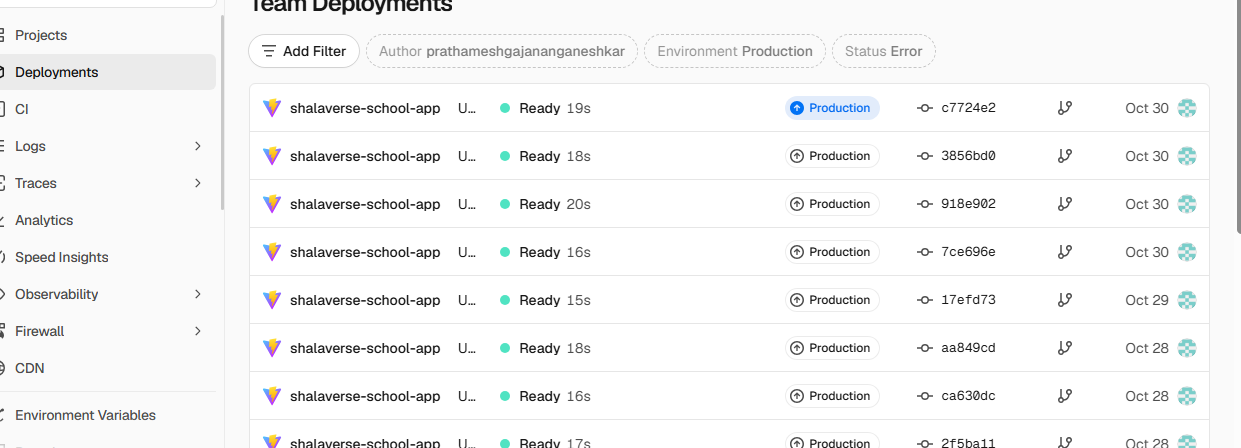 Team Deployments
Projects
Deployments
CI
Logs
Traces
Analytics
Speed Insights
Observability
Firewall
CDN
Environment Variables
Add Filter Author prathameshgajananganeshkar Environment Production Status Error
shalaverse-school-app U... Ready 19s Production c7724e2 Oct 30
shalaverse-school-app U... Ready 18s Production 3856bd0 Oct 30
shalaverse-school-app U... Ready 20s Production 918e902 Oct 30
shalaverse-school-app U... Ready 16s Production 7ce696e Oct 30
shalaverse-school-app U... Ready 15s Production 17efd73 Oct 29
shalaverse-school-app U... Ready 18s Production aa849cd Oct 28
shalaverse-school-app U... Ready 16s Production ca630dc Oct 28
shalaverse-school-app U... Ready 17s Production 2f5ba11 Oct 28